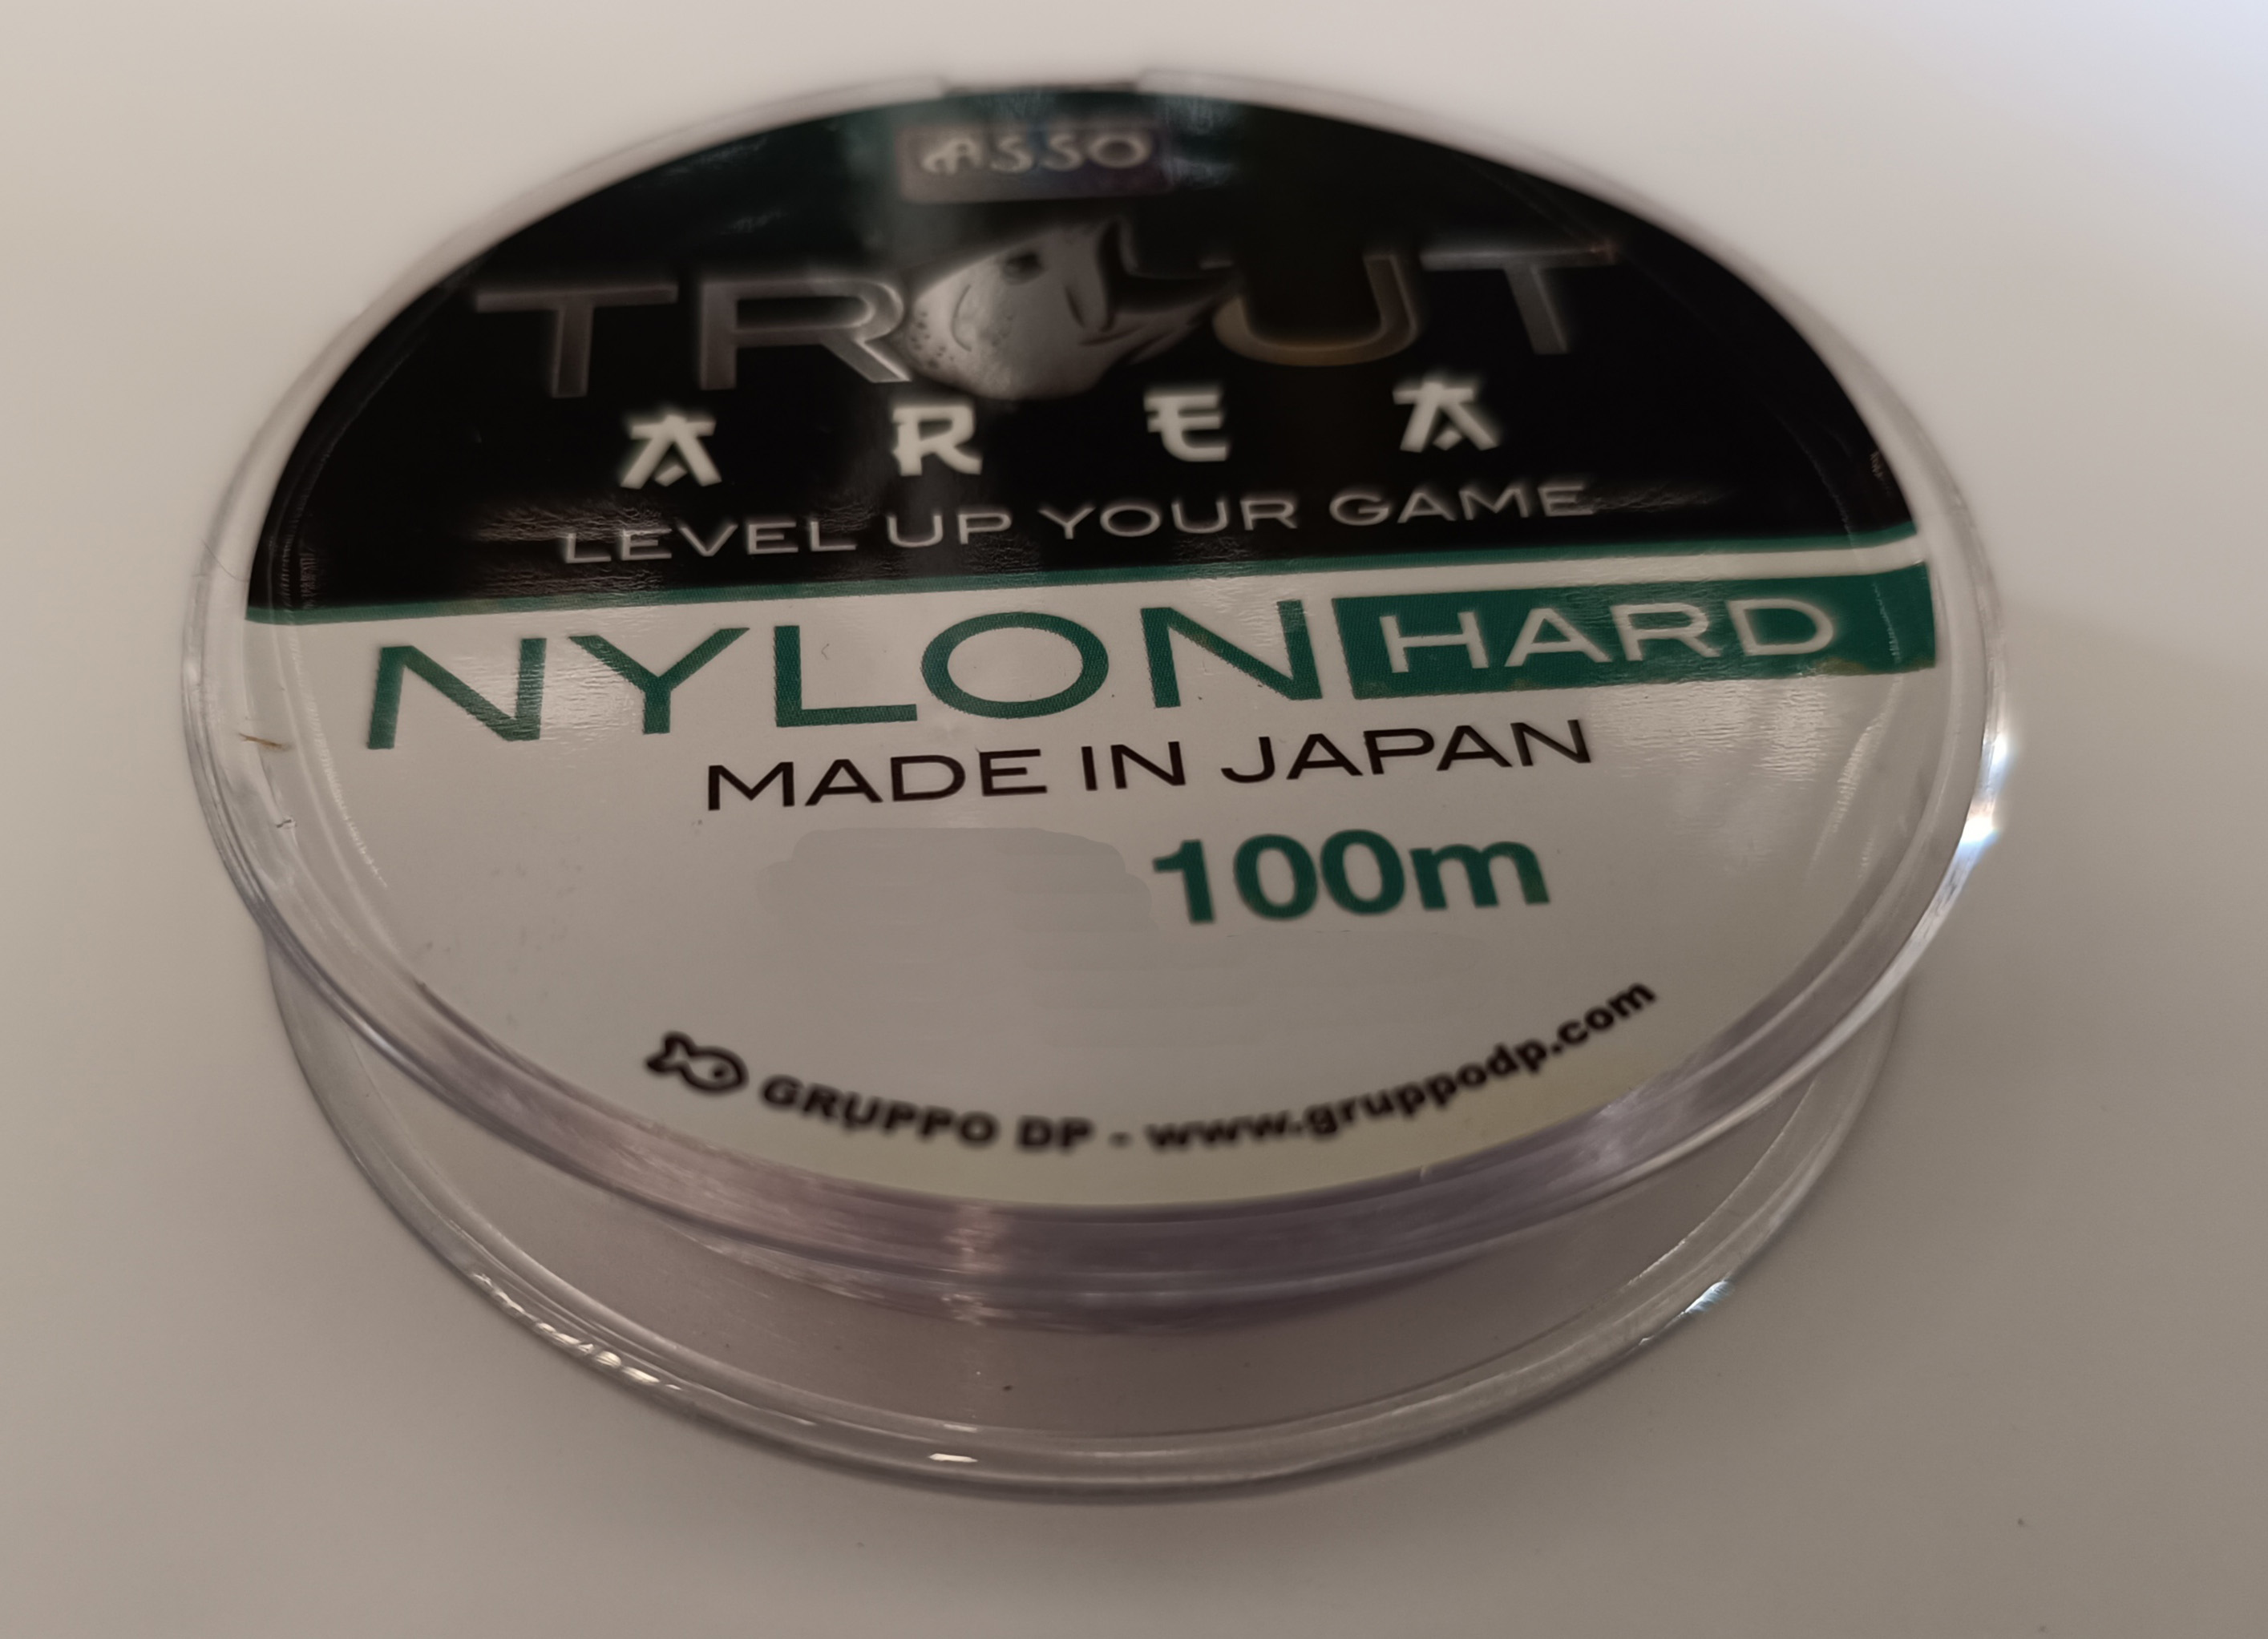 ASSO
TROUT
AREA
LEVEL UP YOUR GAME
NYLON HARD
MADE IN JAPAN
100m
GRUPPO DP - www.gruppodp.com